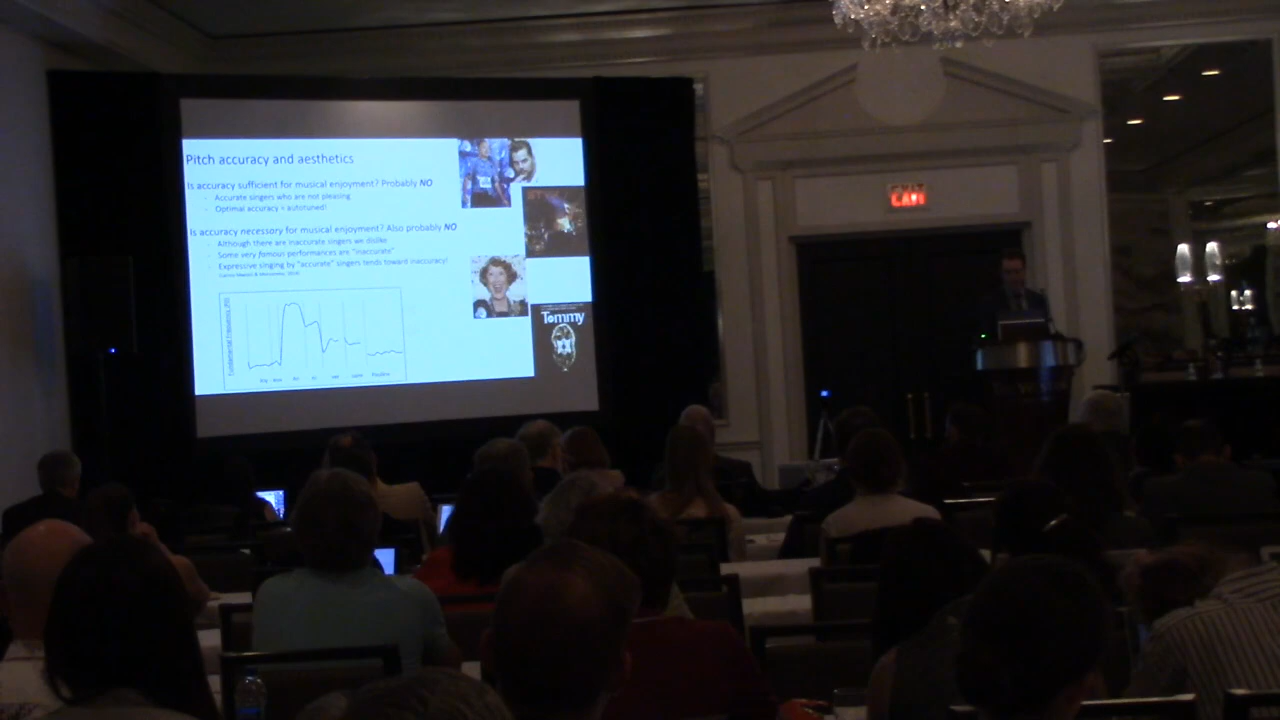 Pitch accuracy and aesthetics
Is accuracy sufficient for musical enjoyment? Probably NO
- Accurate singers who are not pleasing
- Optimal accuracy = autotuned!
Is accuracy necessary for musical enjoyment? Also probably NO
- Although there are inaccurate singers we dislike
- Some very famous performances are "inaccurate"
- Expressive singing by "accurate" singers tends toward inaccuracy!
Fundamental Frequency
Tommy
EXIT